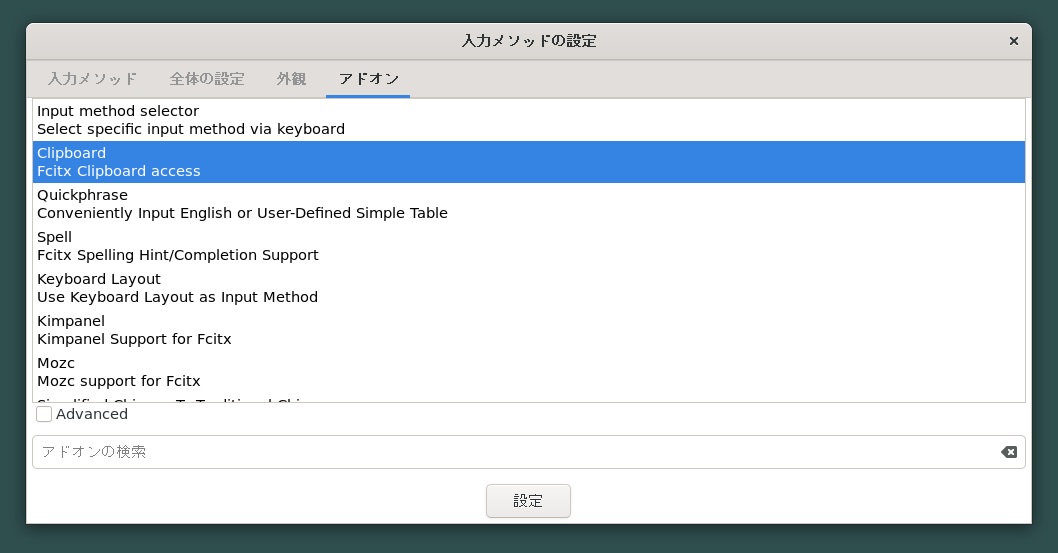 入力メソッドの設定
入力メソッド 全体の設定 外観 アドオン
Input method selector
Select specific input method via keyboard
Clipboard
Fcitx Clipboard access
Quickphrase
Conveniently Input English or User-Defined Simple Table
Spell
Fcitx Spelling Hint/Completion Support
Keyboard Layout
Use Keyboard Layout as Input Method
Kimpanel
Kimpanel Support for Fcitx
Mozc
Mozc support for Fcitx
Advanced
アドオンの検索
設定